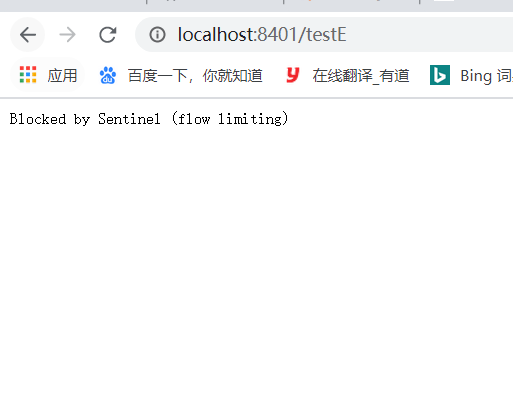 localhost:8401/testE
应用 百度一下，你就知道 在线翻译_有道 Bing 词
Blocked by Sentinel (flow limiting)